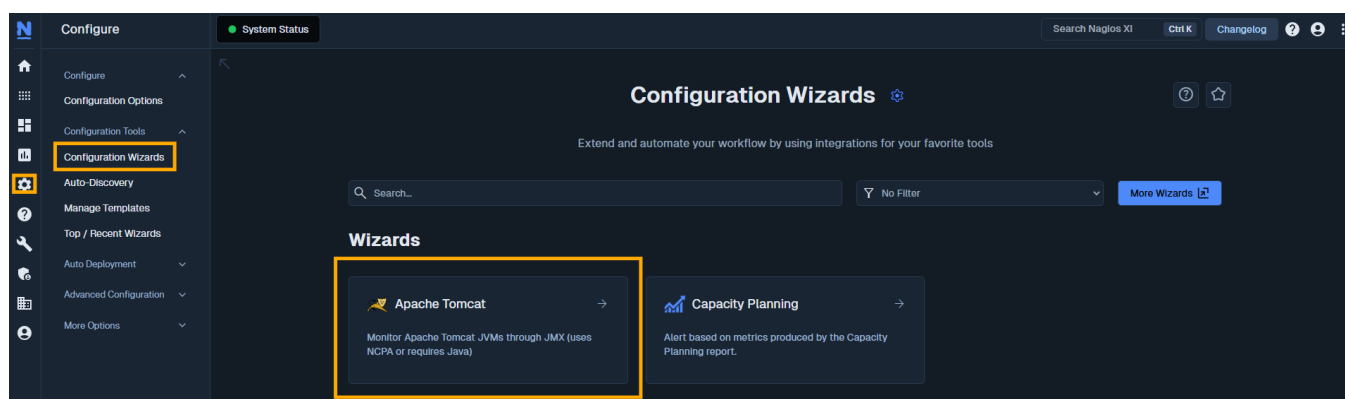 N Configure System Status Search Nagios XI Ctrl K Changelog
Configure
Configuration Options
Configuration Tools
Configuration Wizards
Auto-Discovery
Manage Templates
Top / Recent Wizards
Auto Deployment
Advanced Configuration
More Options
Configuration Wizards
Extend and automate your workflow by using integrations for your favorite tools
Search... No Filter More Wizards
Wizards
Apache Tomcat
Monitor Apache Tomcat JVMs through JMX (uses
NCPA or requires Java)
Capacity Planning
Alert based on metrics produced by the Capacity
Planning report.